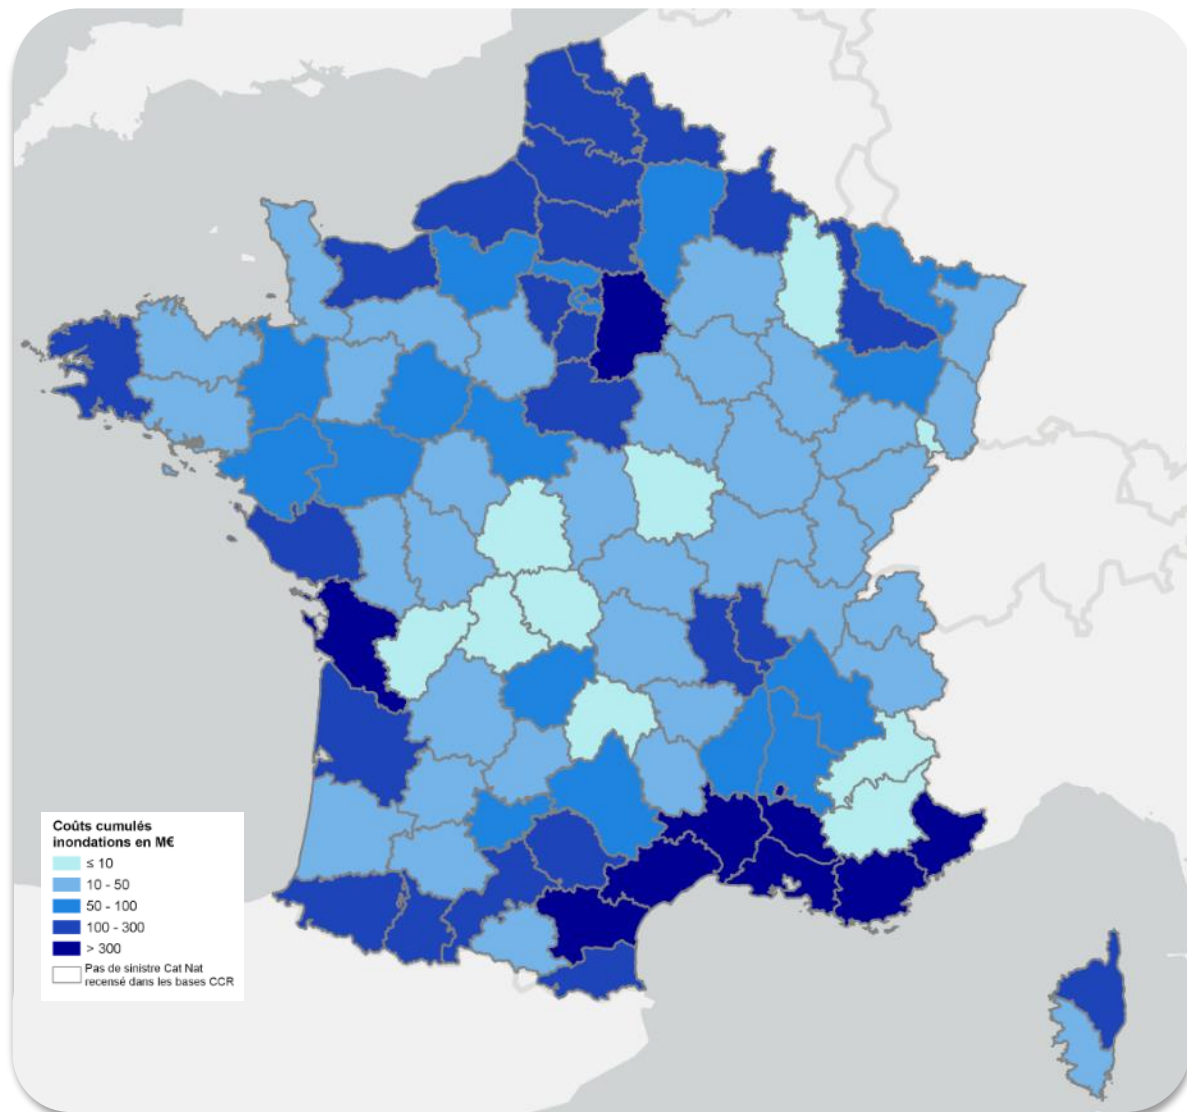 Coûts cumulés
inondations en M€
≤ 10
10 - 50
50 - 100
100 - 300
> 300
Pas de sinistre Cat Nat
recensé dans les bases CCR